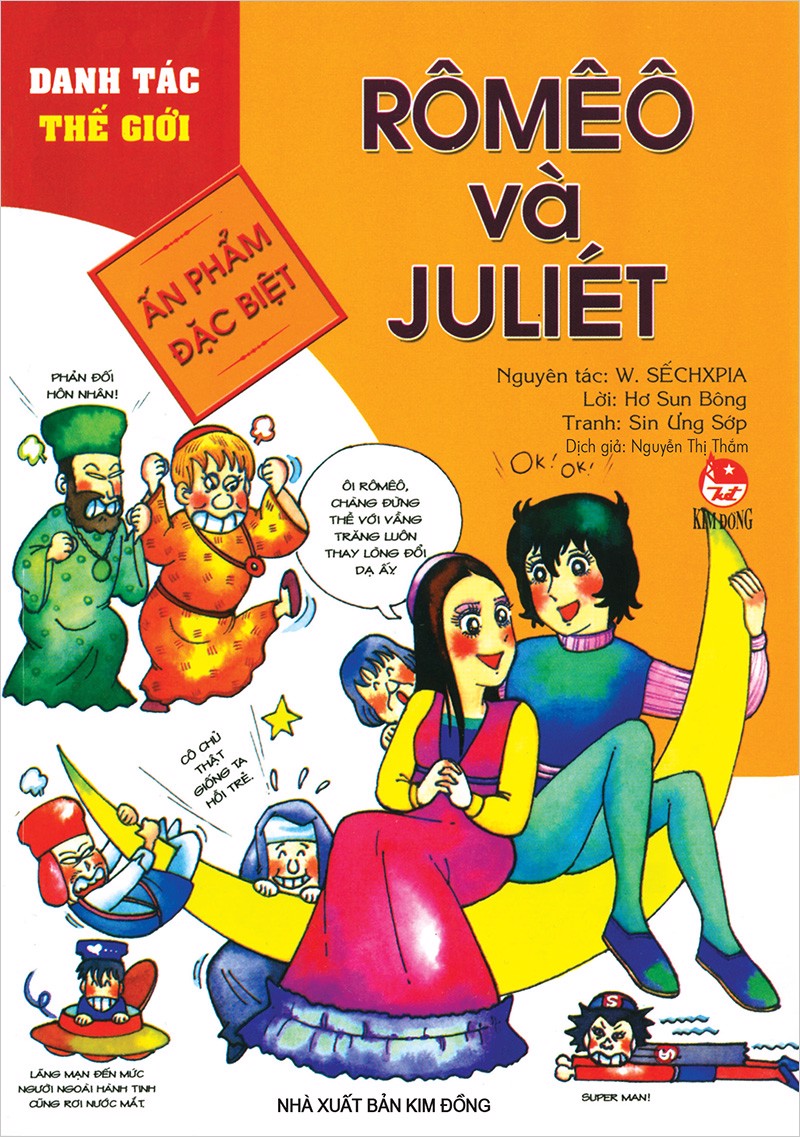 DANH TÁC
THẾ GIỚI
RÔMÊÔ
và
JULIÉT
ẤN PHẨM
ĐẶC BIỆT
Nguyên tác: W. SẾCHXPIA
Lời: Hơ Sun Bông
Tranh: Sin Ưng Sớp
Dịch giả: Nguyễn Thị Thắm
KIM ĐỒNG
PHẢN ĐỐI
HÔN NHÂN!
OK! OK!
ÔI RÔMÊÔ,
CHÀNG ĐỪNG
THỀ VỚI VẦNG
TRĂNG LUÔN
THAY LÒNG ĐỔI
DẠ ẤY.
CÔ CHỦ
THẬT
GIỐNG TA
HỒI TRẺ.
LÃNG MẠN ĐẾN MỨC
NGƯỜI NGOÀI HÀNH TINH
CŨNG RƠI NƯỚC MẮT.
S
S
SUPER MAN!
NHÀ XUẤT BẢN KIM ĐỒNG